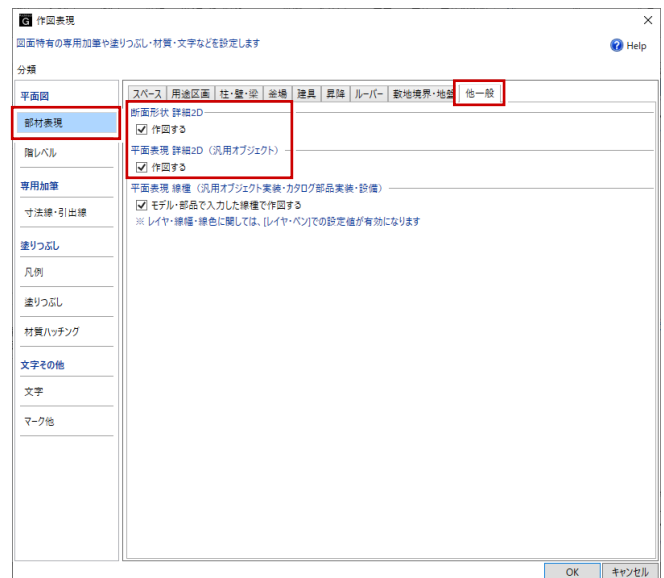 G 作図表現 ×
図面特有の専用加筆や塗りつぶし・材質・文字などを設定します
? Help
分類
平面図
部材表現
階レベル
専用加筆
寸法線・引出線
塗りつぶし
凡例
塗りつぶし
材質ハッチング
文字その他
文字
マーク他
スペース 用途区画 柱・壁・梁 釜場 建具 昇降 ルーバー 敷地境界・地盤 他一般
断面形状 詳細2D
作図する
平面表現 詳細2D（汎用オブジェクト）
作図する
平面表現 線種（汎用オブジェクト実装・カタログ部品実装・設備）
モデル・部品で入力した線種で作図する
※ レイヤ・線幅・線色に関しては、[レイヤ・ペン]での設定値が有効になります
OK キャンセル